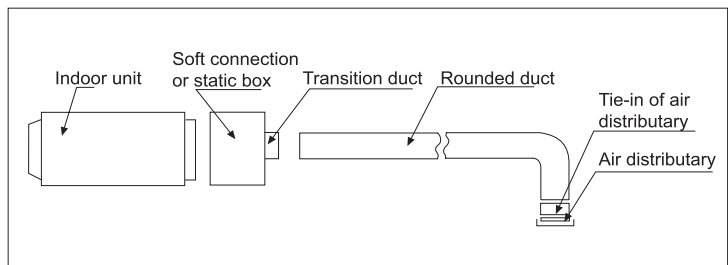 Indoor unit
Soft connection
or static box
Transition duct
Rounded duct
Tie-in of air
distributary
Air distributary